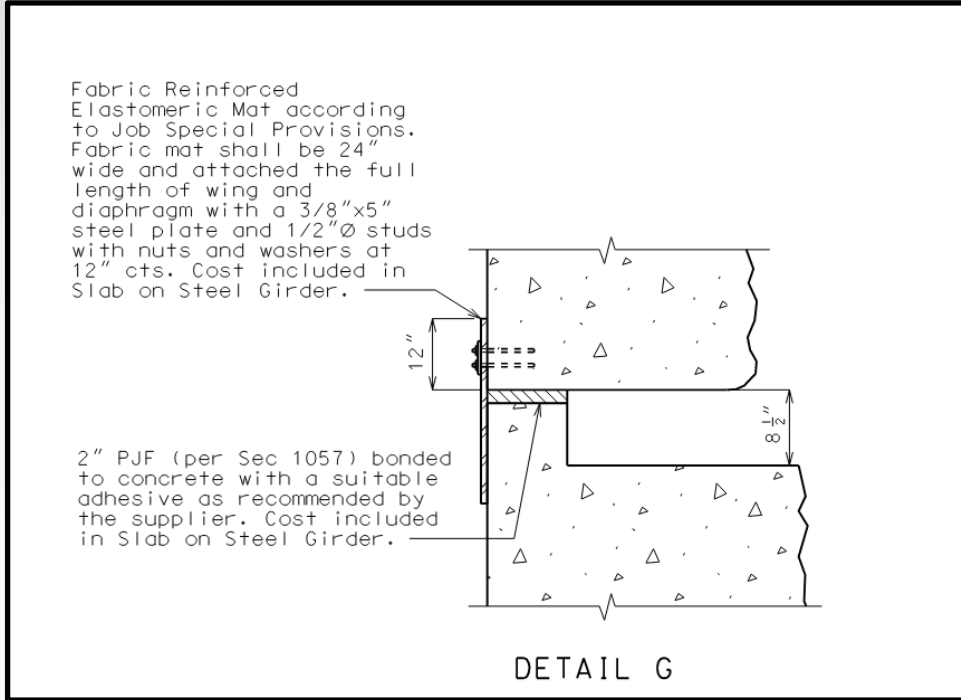 Fabric Reinforced
Elastomeric Mat according
to Job Special Provisions.
Fabric mat shall be 24"
wide and attached the full
length of wing and
diaphragm with a 3/8"x5"
steel plate and 1/2"Ø studs
with nuts and washers at
12" cts. Cost included in
Slab on Steel Girder.
12"
8 1/2"
2" PJF (per Sec 1057) bonded
to concrete with a suitable
adhesive as recommended by
the supplier. Cost included
in Slab on Steel Girder.
DETAIL G